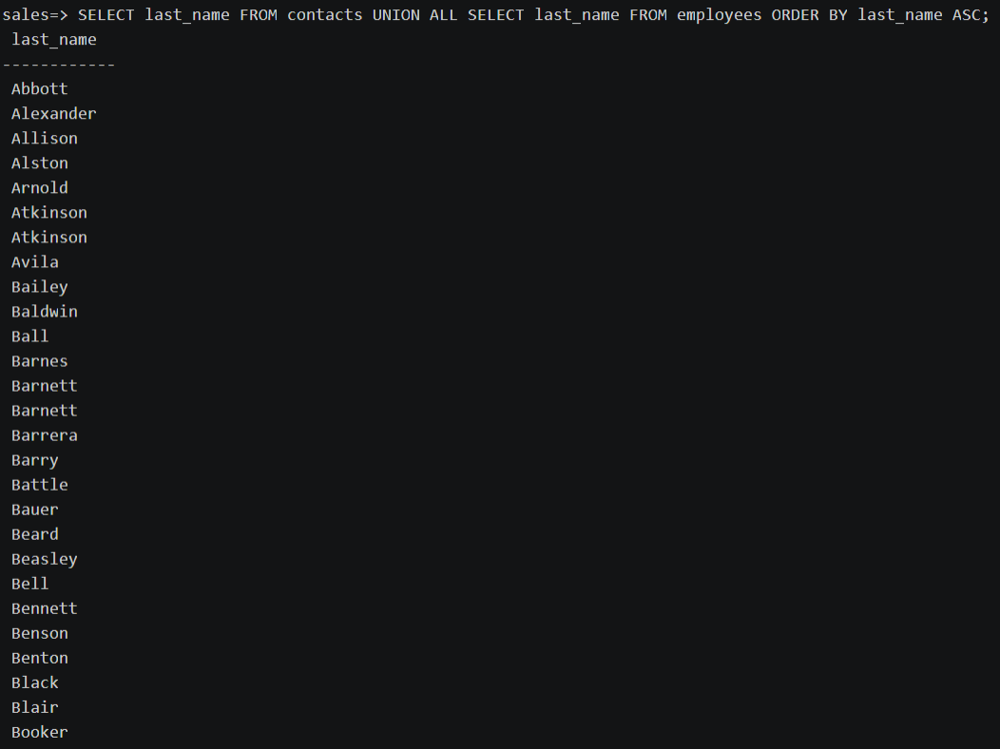 sales=> SELECT last_name FROM contacts UNION ALL SELECT last_name FROM employees ORDER BY last_name ASC;
last_name
------------
Abbott
Alexander
Allison
Alston
Arnold
Atkinson
Atkinson
Avila
Bailey
Baldwin
Ball
Barnes
Barnett
Barnett
Barrera
Barry
Battle
Bauer
Beard
Beasley
Bell
Bennett
Benson
Benton
Black
Blair
Booker